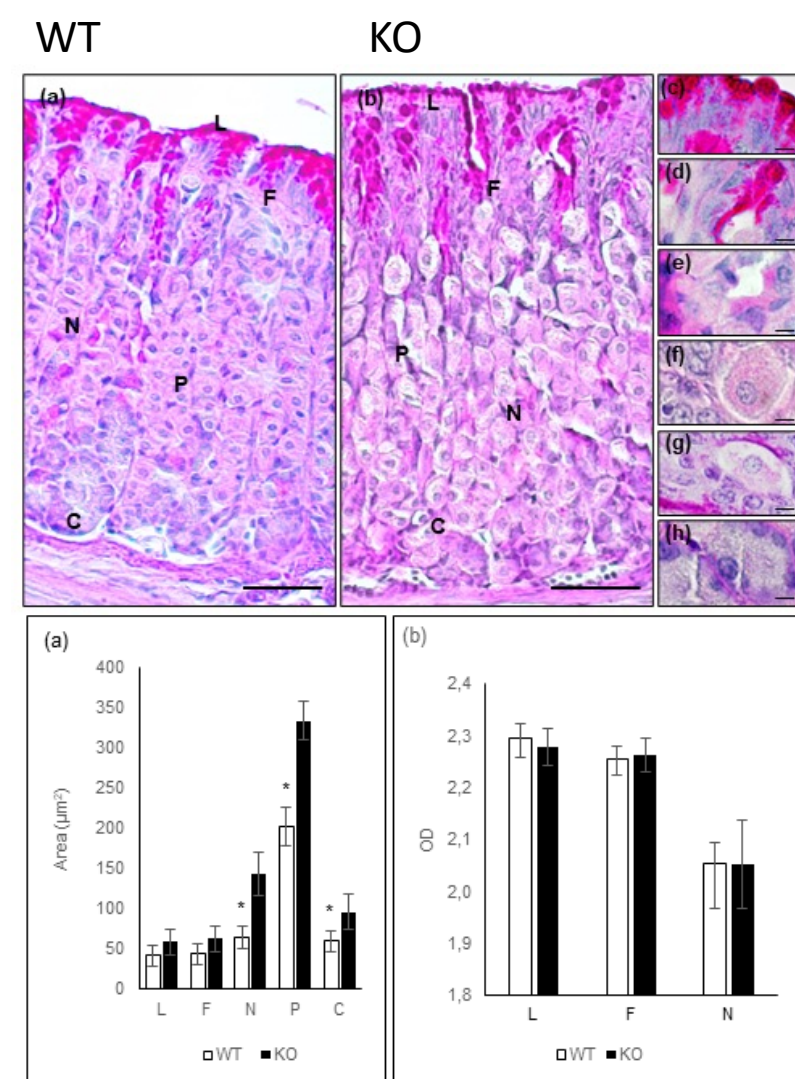 WT KO
(a) (b) (c)
L L
F F
N P
P N
C C
(d)
(e)
(f)
(g)
(h)
(a)
400
350
300
250
200
150
100
50
0
Area (µm²)
*
*
*
L F N P C
WT KO
(b)
2,4
2,3
2,2
2,1
2,0
1,9
1,8
OD
L F N
WT KO